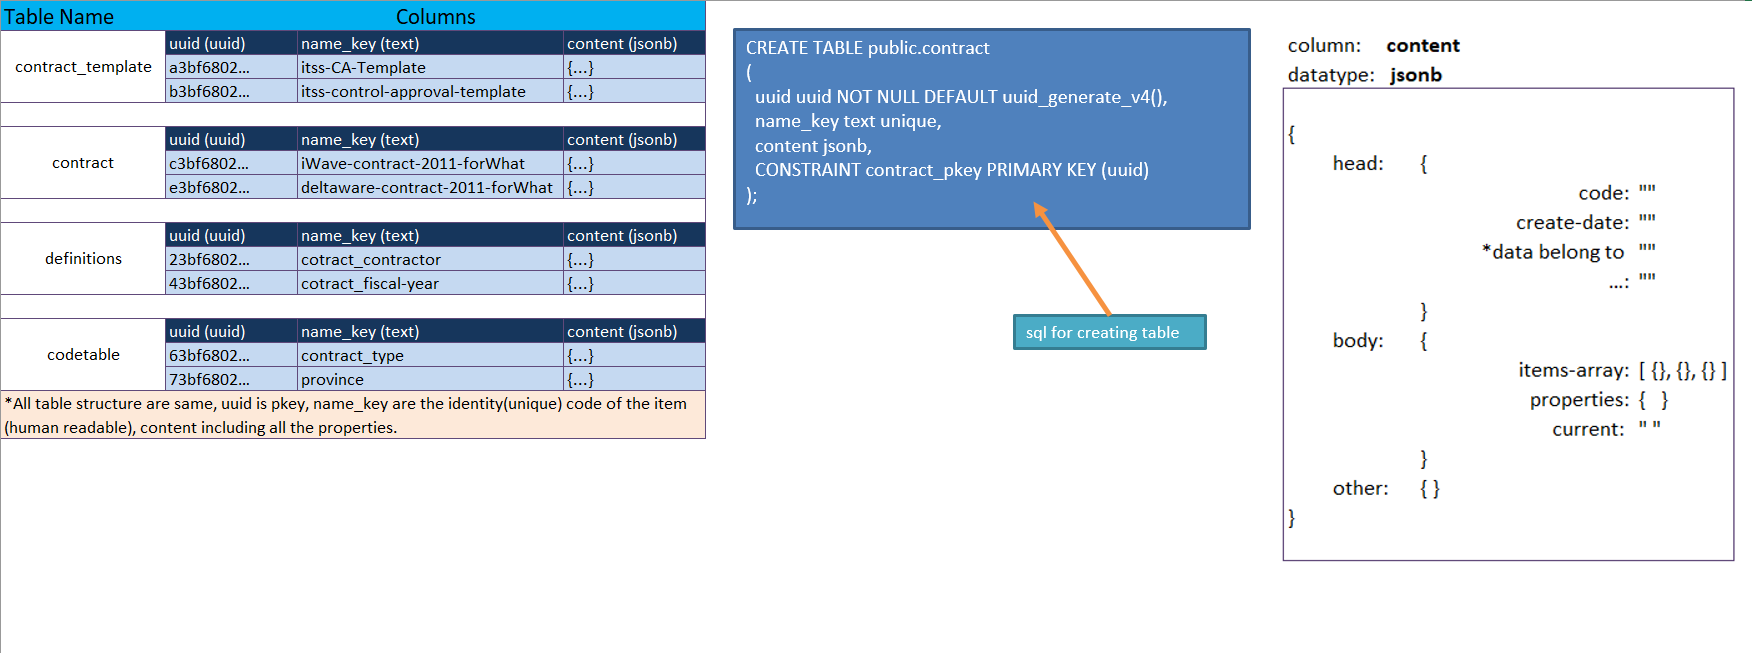 Table Name Columns
contract_template
uuid (uuid) name_key (text) content (jsonb)
a3bf6802... itss-CA-Template {...}
b3bf6802... itss-control-approval-template {...}
contract
uuid (uuid) name_key (text) content (jsonb)
c3bf6802... iWave-contract-2011-forWhat {...}
e3bf6802... deltaware-contract-2011-forWhat {...}
definitions
uuid (uuid) name_key (text) content (jsonb)
23bf6802... cotract_contractor {...}
43bf6802... cotract_fiscal-year {...}
codetable
uuid (uuid) name_key (text) content (jsonb)
63bf6802... contract_type {...}
73bf6802... province {...}
*All table structure are same, uuid is pkey, name_key are the identity(unique) code of the item
(human readable), content including all the properties.
CREATE TABLE public.contract
(
uuid uuid NOT NULL DEFAULT uuid_generate_v4(),
name_key text unique,
content jsonb,
CONSTRAINT contract_pkey PRIMARY KEY (uuid)
);
sql for creating table
column: content
datatype: jsonb
{
head: {
code: ""
create-date: ""
*data belong to ""
...: ""
}
body: {
items-array: [ {}, {}, {} ]
properties: { }
current: " "
}
other: { }
}